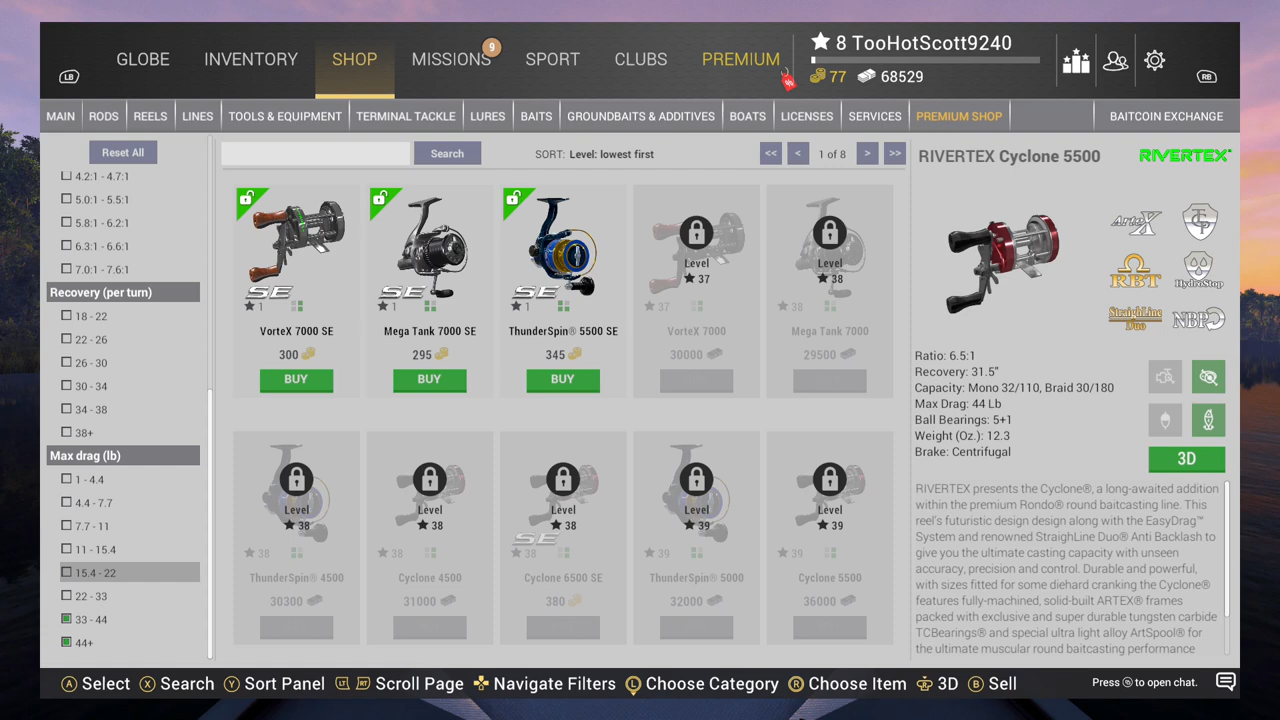 GLOBE INVENTORY SHOP MISSIONS 9 SPORT CLUBS PREMIUM
8 TooHotScott9240
77 68529
LB
RB
MAIN RODS REELS LINES TOOLS & EQUIPMENT TERMINAL TACKLE LURES BAITS GROUNDBAITS & ADDITIVES BOATS LICENSES SERVICES PREMIUM SHOP BAITCOIN EXCHANGE
Reset All
4.2:1 - 4.7:1
5.0:1 - 5.5:1
5.8:1 - 6.2:1
6.3:1 - 6.6:1
7.0:1 - 7.6:1
Recovery (per turn)
18 - 22
22 - 26
26 - 30
30 - 34
34 - 38
38+
Max drag (lb)
1 - 4.4
4.4 - 7.7
7.7 - 11
11 - 15.4
15.4 - 22
22 - 33
33 - 44
44+
Search
SORT: Level: lowest first
<< < 1 of 8 > >>
SE
1
VorteX 7000 SE
300
BUY
SE
1
Mega Tank 7000 SE
295
BUY
1
ThunderSpin® 5500 SE
345
BUY
Level
37
37
VorteX 7000
30000
Level
38
38
Mega Tank 7000
29500
Level
38
38
ThunderSpin® 4500
30300
Level
38
38
Cyclone 4500
31000
Level
38
SE
38
Cyclone 6500 SE
380
Level
39
39
ThunderSpin® 5000
32000
Level
39
39
Cyclone 5500
36000
RIVERTEX Cyclone 5500
RIVERTEX
ArteX
TCP
RBT
HydroStop
StraighLine
Duo
NBP
Ratio: 6.5:1
Recovery: 31.5"
Capacity: Mono 32/110, Braid 30/180
Max Drag: 44 Lb
Ball Bearings: 5+1
Weight (Oz.): 12.3
Brake: Centrifugal
3D
RIVERTEX presents the Cyclone®, a long-awaited addition
within the premium Rondo® round baitcasting line. This
reel's futuristic design design along with the EasyDrag™
System and renowned StraighLine Duo® Anti Backlash to
give you the ultimate casting capacity with unseen
accuracy, precision and control. Durable and powerful,
with sizes fitted for some diehard cranking the Cyclone®
features fully-machined, solid-built ARTEX® frames
packed with exclusive and super durable tungsten carbide
TCBearings® and special ultra light alloy ArtSpool® for
the ultimate muscular round baitcasting performance
A Select X Search Y Sort Panel LT RT Scroll Page Navigate Filters L Choose Category R Choose Item 3D B Sell
Press to open chat.